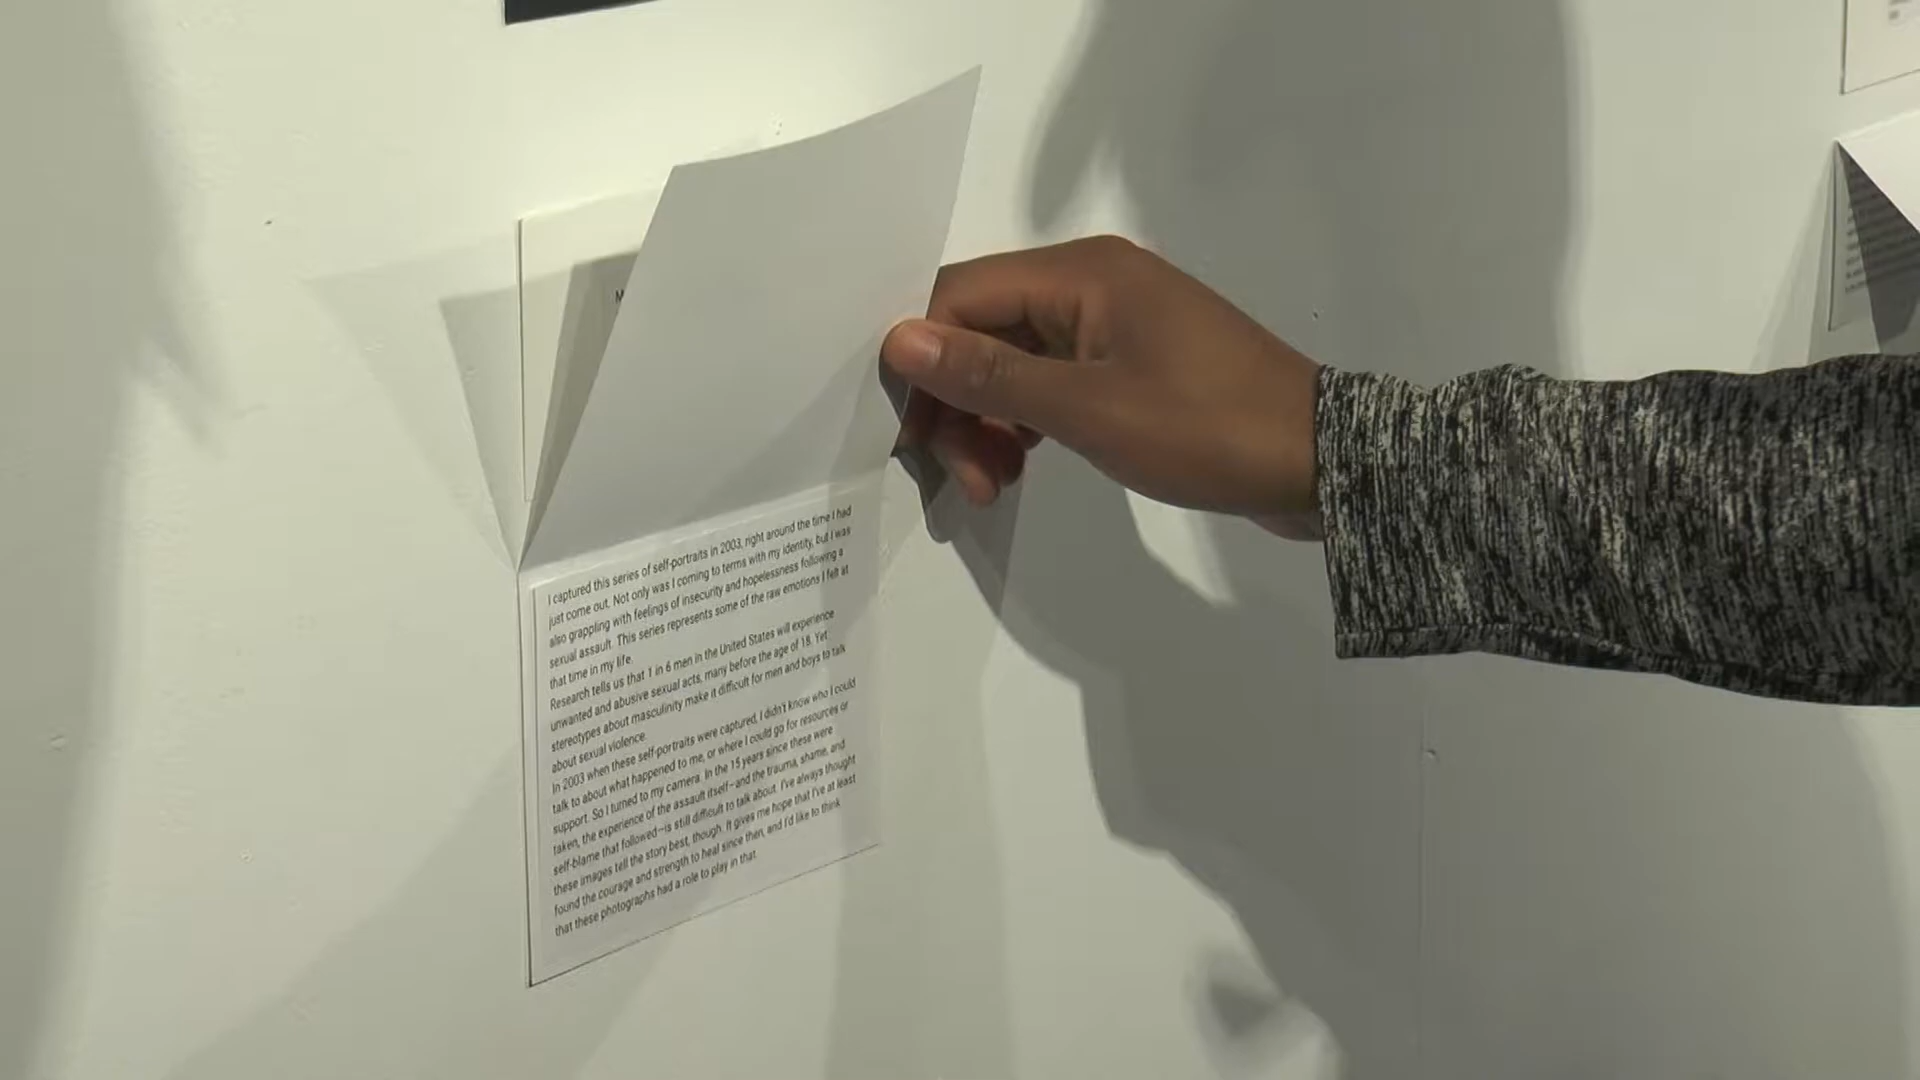 M
I captured this series of self-portraits in 2003, right around the time I had
just come out. Not only was I coming to terms with my identity, but I was
also grappling with feelings of insecurity and hopelessness following a
sexual assault. This series represents some of the raw emotions I felt at
that time in my life.
Research tells us that 1 in 6 men in the United States will experience
unwanted and abusive sexual acts, many before the age of 18. Yet
stereotypes about masculinity make it difficult for men and boys to talk
about sexual violence.
In 2003 when these self-portraits were captured, I didn't know who I could
talk to about what happened to me, or where I could go for resources or
support. So I turned to my camera. In the 15 years since these were
taken, the experience of the assault itself—and the trauma, shame, and
self-blame that followed—is still difficult to talk about. I've always thought
these images tell the story best, though. It gives me hope that I've at least
found the courage and strength to heal since then, and I'd like to think
that these photographs had a role to play in that.